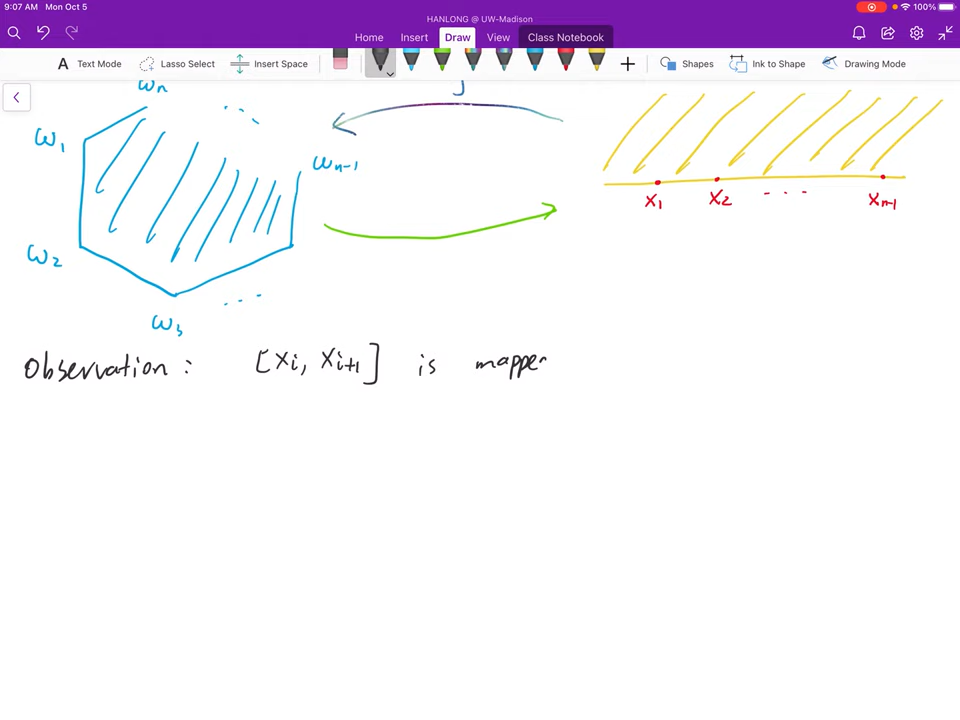 9:07 AM Mon Oct 5
100%
HANLONG @ UW-Madison
Home Insert Draw View Class Notebook
A Text Mode Lasso Select Insert Space Shapes Ink to Shape Drawing Mode
ωn
...
ω1
ωn-1
ω2
ω3
...
x1 x2 ... xn-1
Observation : [xi, xi+1] is mappe